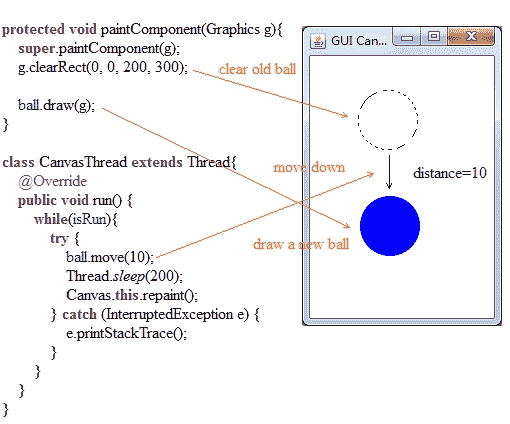 protected void paintComponent(Graphics g){
super.paintComponent(g);
g.clearRect(0, 0, 200, 300);
ball.draw(g);
}
class CanvasThread extends Thread{
@Override
public void run() {
while(isRun){
try {
ball.move(10);
Thread.sleep(200);
Canvas.this.repaint();
} catch (InterruptedException e) {
e.printStackTrace();
}
}
}
}
clear old ball
move down
draw a new ball
GUI Can...
distance=10